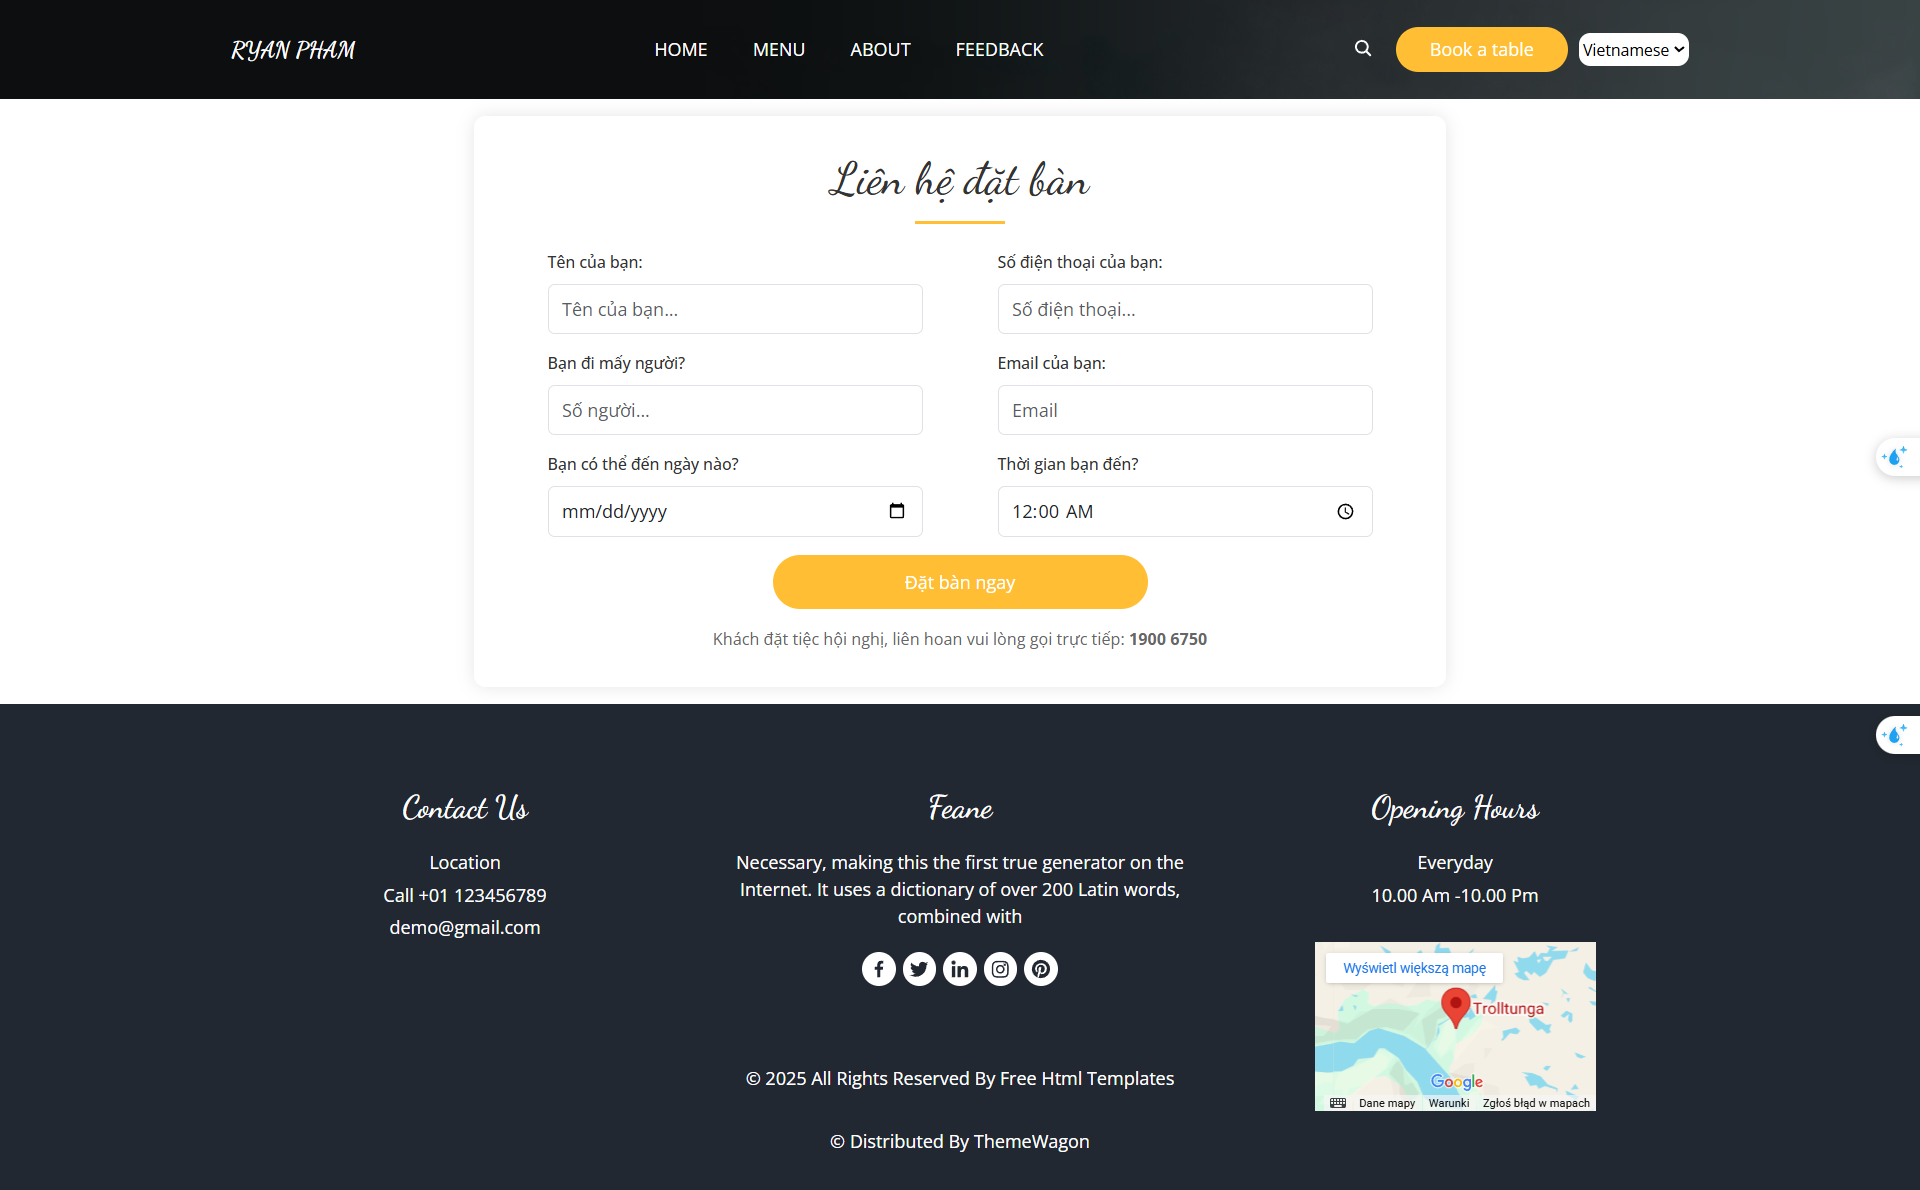 RYAN PHAM
HOME MENU ABOUT FEEDBACK
Book a table
Vietnamese
Liên hệ đặt bàn
Tên của bạn: Số điện thoại của bạn:
Tên của bạn... Số điện thoại...
Bạn đi mấy người? Email của bạn:
Số người... Email
Bạn có thể đến ngày nào? Thời gian bạn đến?
mm/dd/yyyy 12:00 AM
Đặt bàn ngay
Khách đặt tiệc hội nghị, liên hoan vui lòng gọi trực tiếp: 1900 6750
Contact Us
Location
Call +01 123456789
demo@gmail.com
Feane
Necessary, making this the first true generator on the
Internet. It uses a dictionary of over 200 Latin words,
combined with
© 2025 All Rights Reserved By Free Html Templates
© Distributed By ThemeWagon
Opening Hours
Everyday
10.00 Am -10.00 Pm
Wyświetl większą mapę
Trolltunga
Google
Dane mapy Warunki Zgłoś błąd w mapach